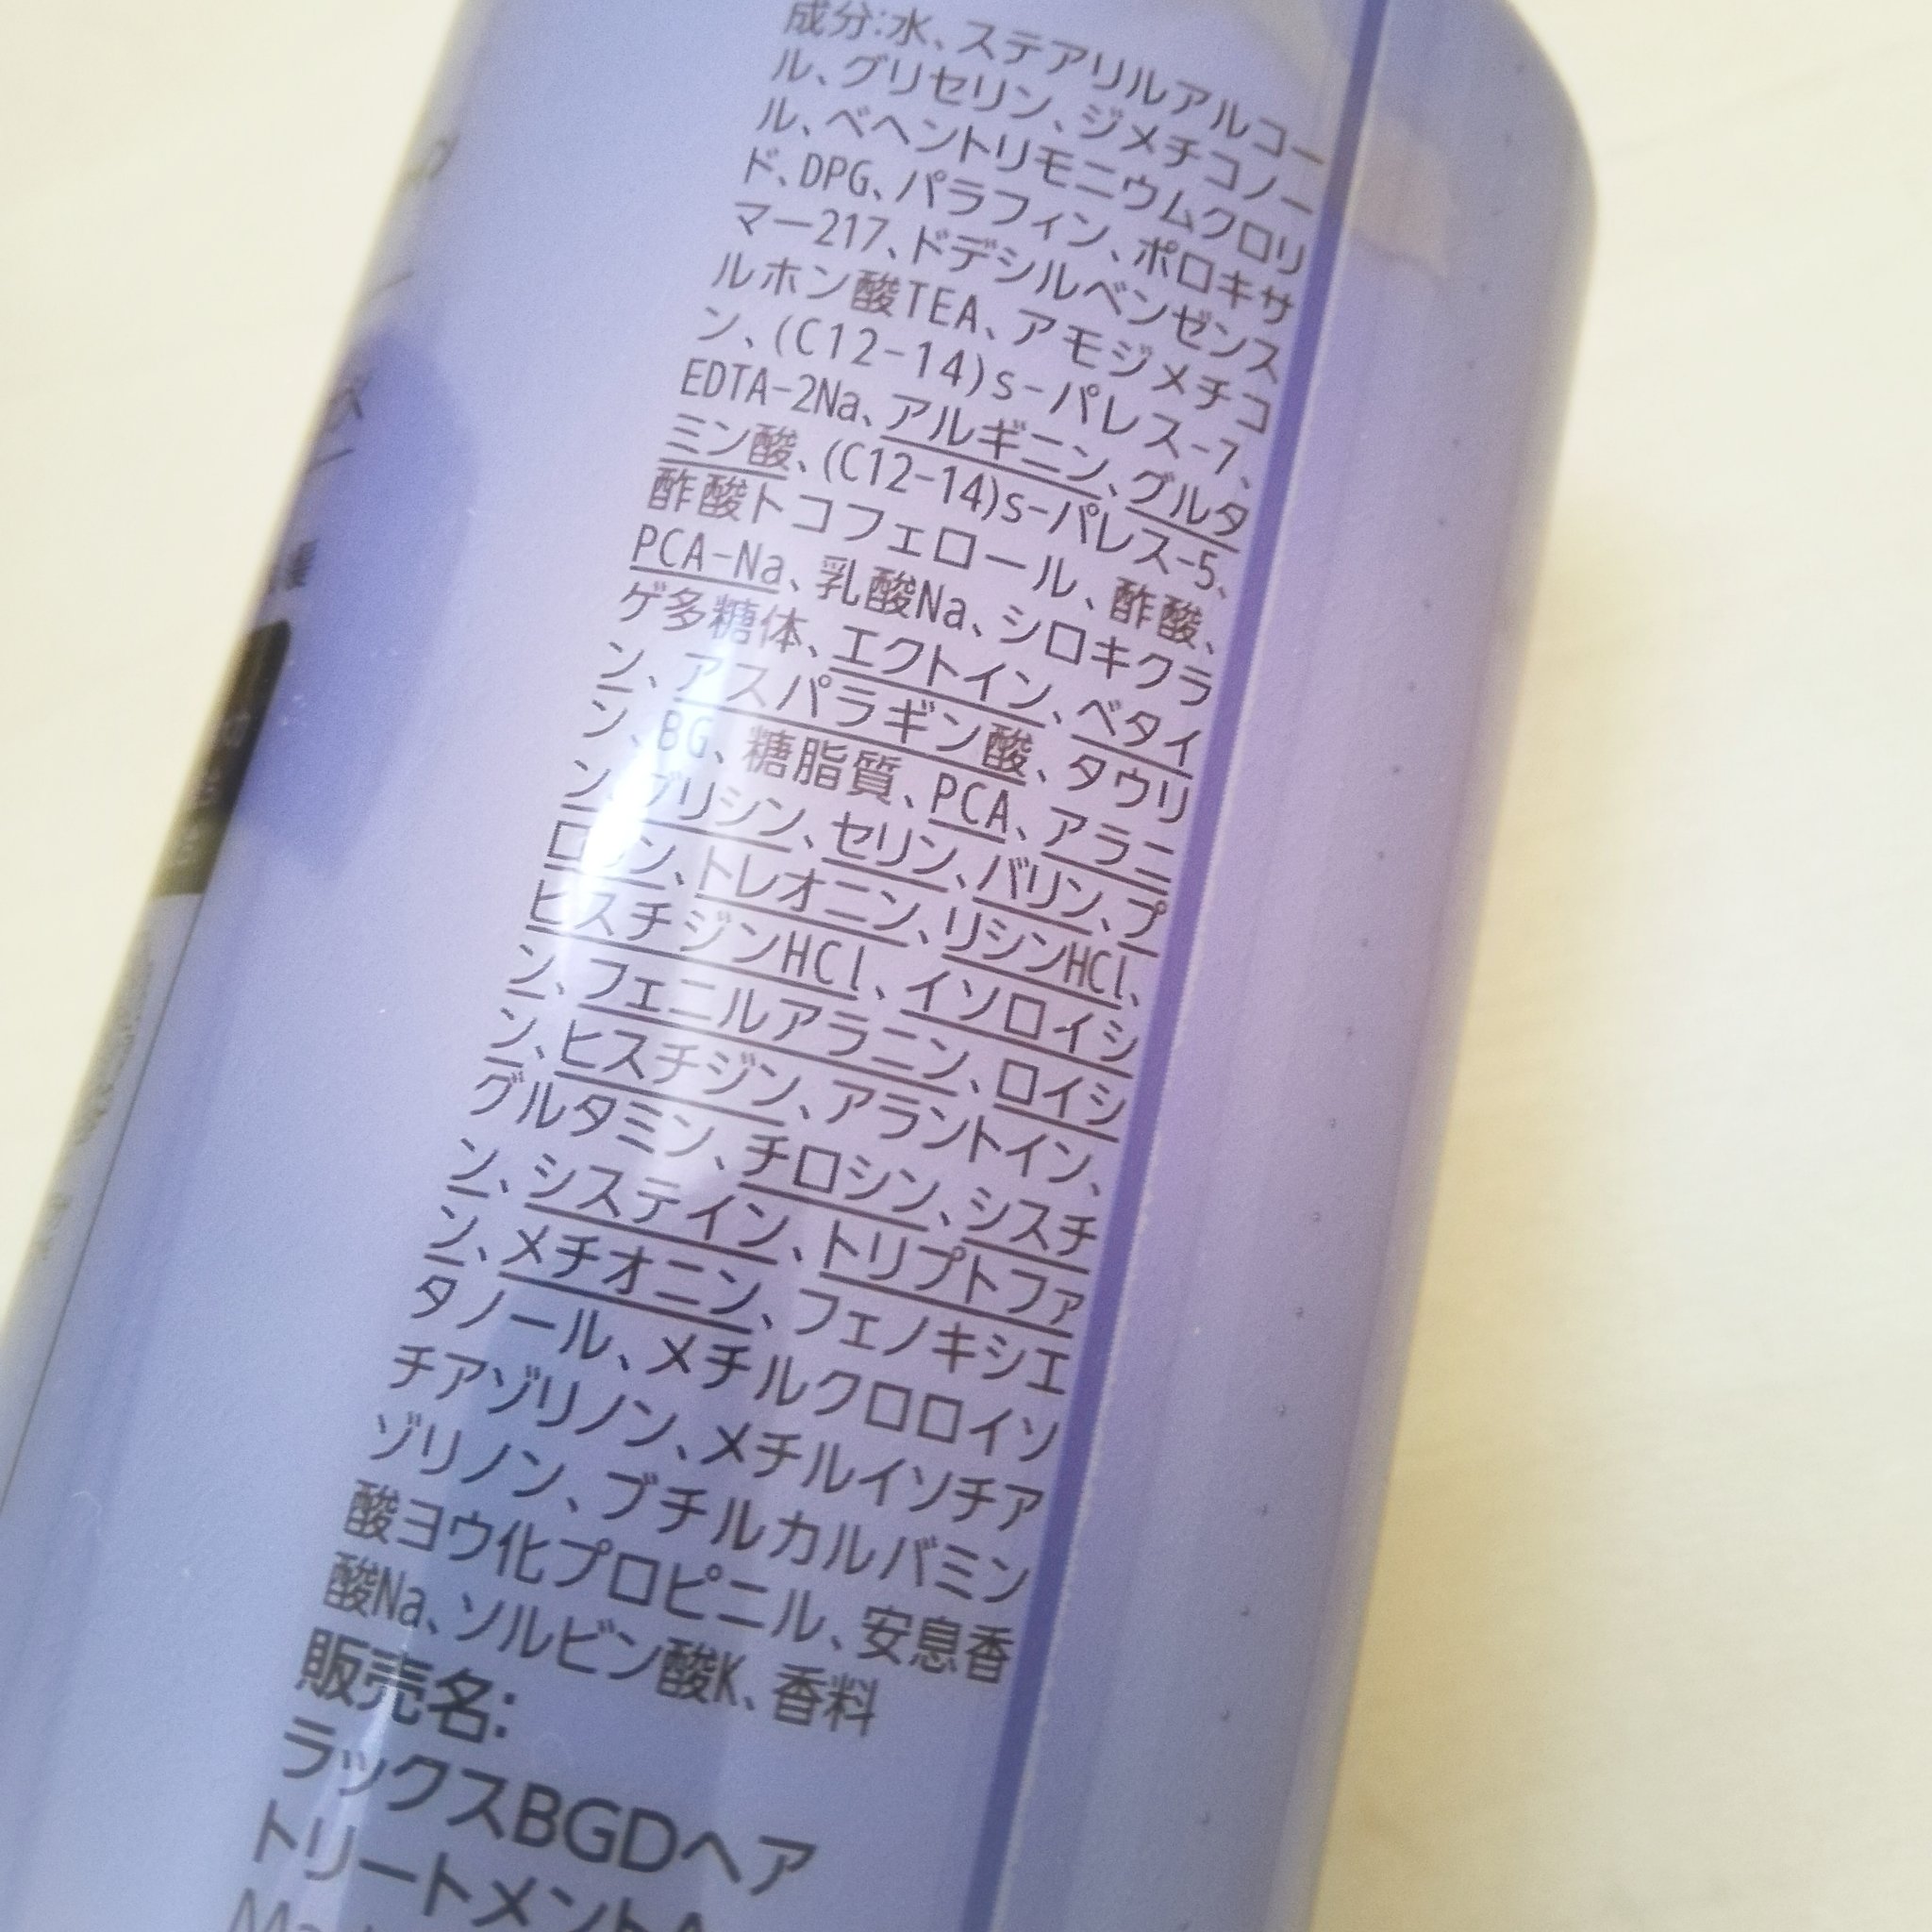 成分:水、ステアリルアルコー
ル、グリセリン、ジメチコノー
ル、ベヘントリモニウムクロリ
ド、DPG、パラフィン、ポロキサ
マー217、ドデシルベンゼンス
ルホン酸TEA、アモジメチコ
ン、(C12-14)s-パレス-7、
EDTA-2Na、アルギニン、グルタ
ミン酸、(C12-14)s-パレス-5、
酢酸トコフェロール、酢酸、
PCA-Na、乳酸Na、シロキクラ
ゲ多糖体、エクトイン、ベタイ
ン、アスパラギン酸、タウリ
ン、BG、糖脂質、PCA、アラニ
ン、グリシン、セリン、バリン、プ
ロリン、トレオニン、リシンHCl、
ヒスチジンHCl、イソロイシ
ン、フェニルアラニン、ロイシ
ン、ヒスチジン、アラントイン、
グルタミン、チロシン、シスチ
ン、システイン、トリプトファ
ン、メチオニン、フェノキシエ
タノール、メチルクロロイソ
チアゾリノン、メチルイソチア
ゾリノン、ブチルカルバミン
酸ヨウ化プロピニル、安息香
酸Na、ソルビン酸K、香料
販売名:
ラックスBGDヘア
トリートメント